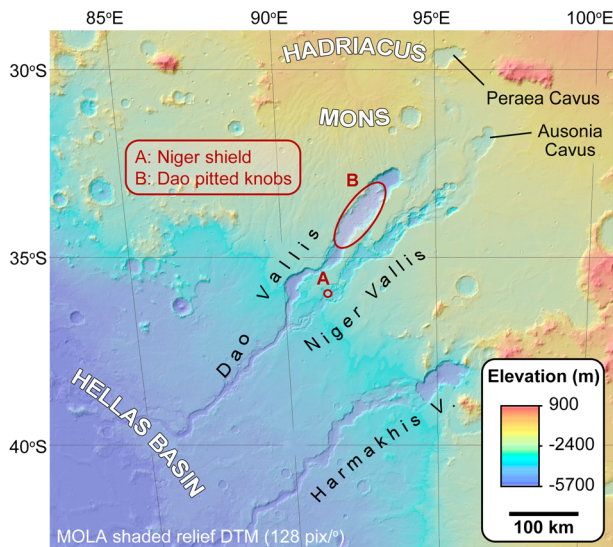 85°E
90°E
95°E
100°E
30°S
35°S
40°S
HADRIACUS
MONS
Peraea Cavus
Ausonia
Cavus
A: Niger shield
B: Dao pitted knobs
B
A
Dao Vallis
Niger Vallis
Harmakhis V.
HELLAS BASIN
Elevation (m)
900
-2400
-5700
100 km
MOLA shaded relief DTM (128 pix/°)